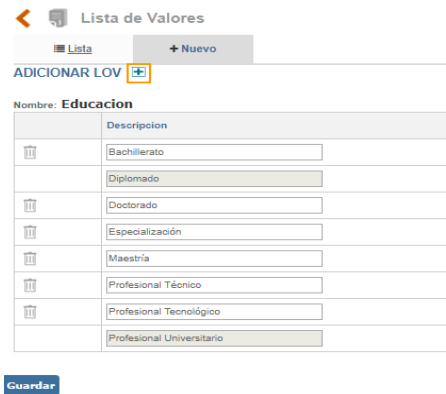 Lista de Valores
Lista
+ Nuevo
ADICIONAR LOV
Nombre: Educacion
Descripcion
Bachillerato
Diplomado
Doctorado
Especialización
Maestría
Profesional Técnico
Profesional Tecnológico
Profesional Universitario
Guardar